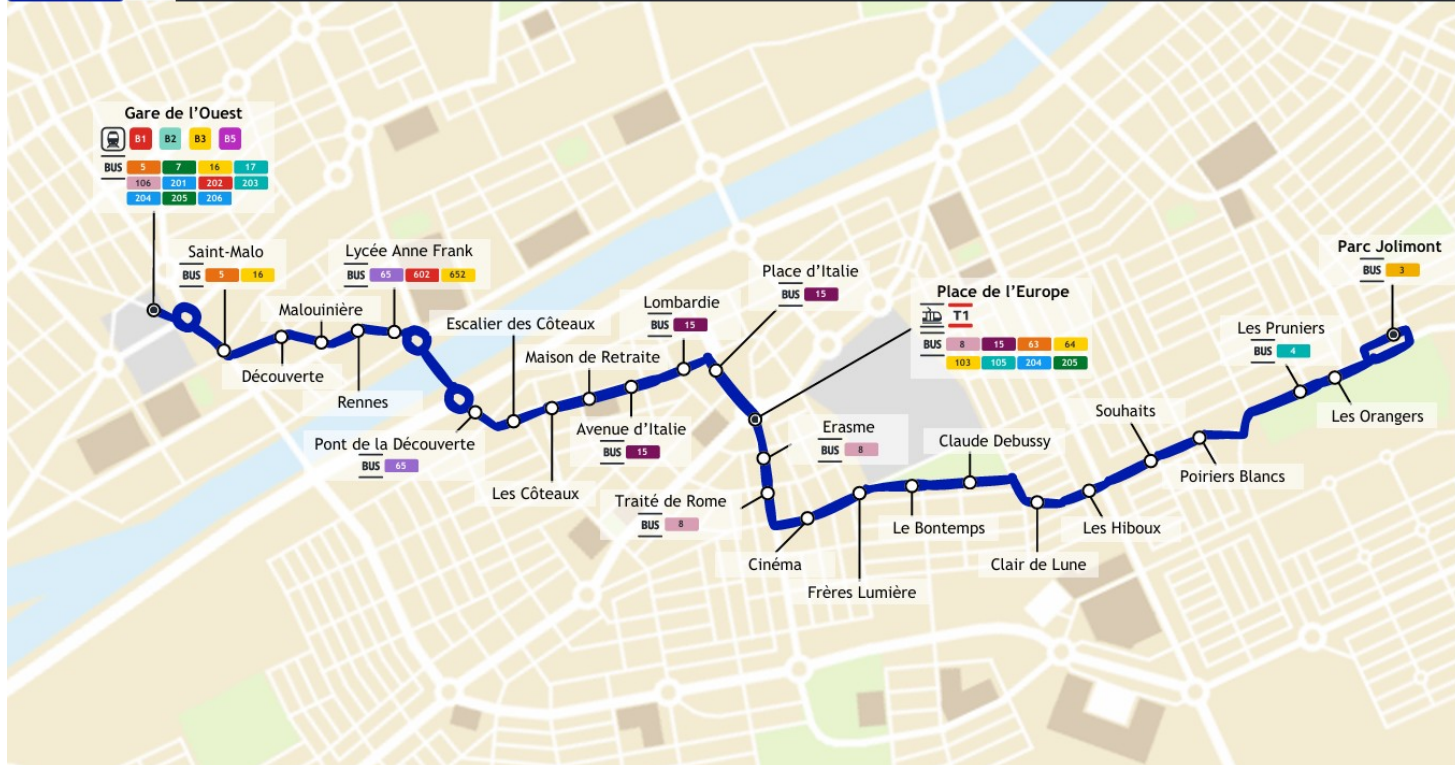 Gare de l'Ouest
B1 B2 B3 B5
BUS 5 7 16 17
106 201 202 203
204 205 206
Saint-Malo
BUS 5 16
Découverte
Malouinière
Rennes
Lycée Anne Frank
BUS 65 602 652
Pont de la Découverte
BUS 65
Escalier des Côteaux
Les Côteaux
Maison de Retraite
Avenue d'Italie
BUS 15
Lombardie
BUS 15
Place d'Italie
BUS 15
Place de l'Europe
T1
BUS 8 15 63 64
103 105 204 205
Erasme
BUS 8
Traité de Rome
BUS 8
Cinéma
Frères Lumière
Le Bontemps
Claude Debussy
Clair de Lune
Les Hiboux
Souhaits
Poiriers Blancs
Les Pruniers
BUS 4
Les Orangers
Parc Jolimont
BUS 3